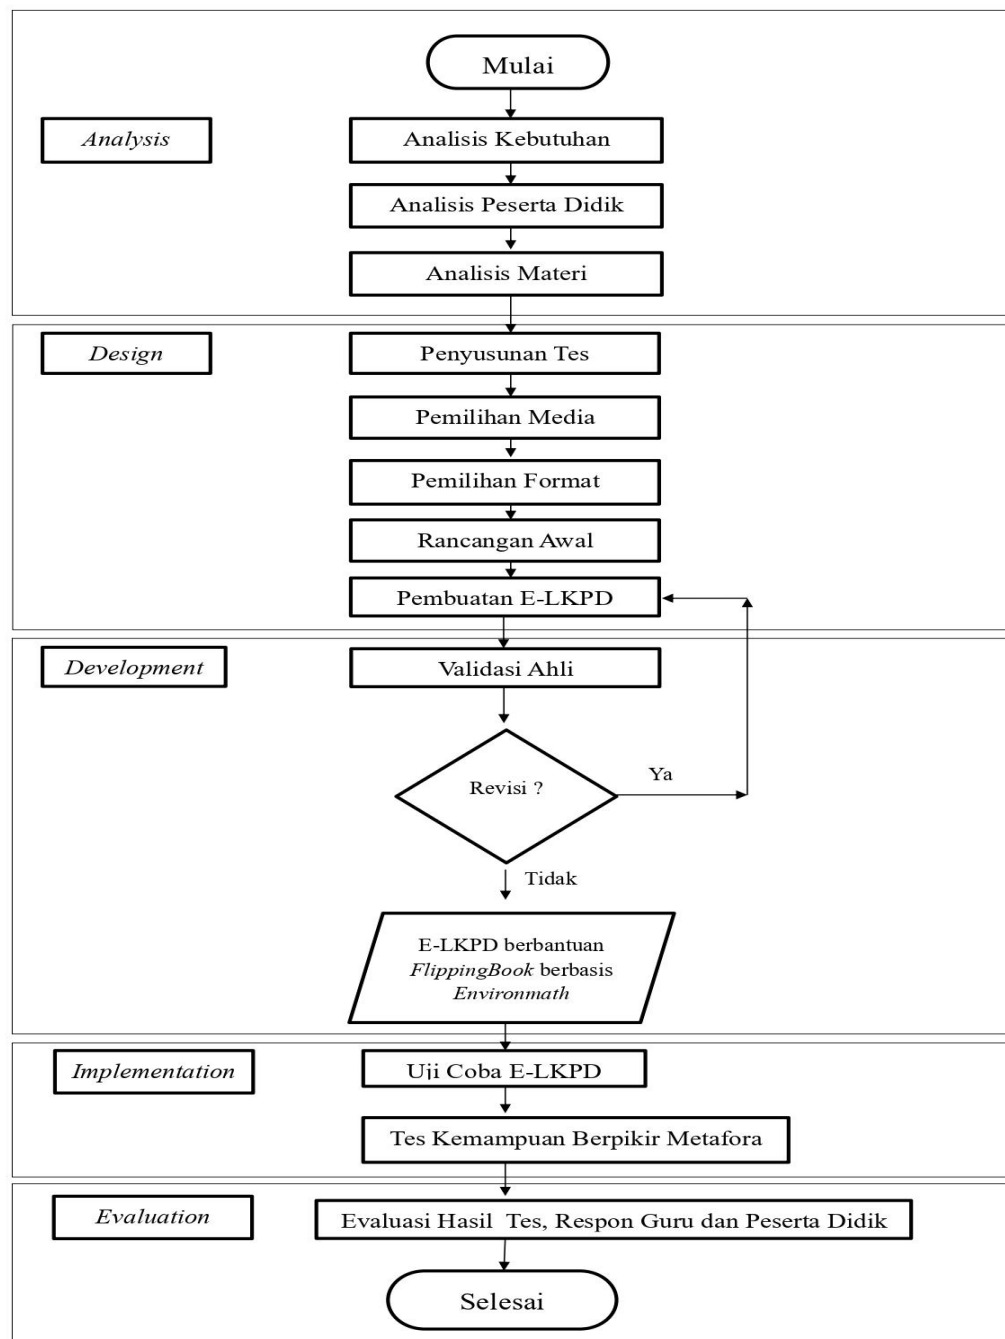 Mulai
Analysis
Analisis Kebutuhan
Analisis Peserta Didik
Analisis Materi
Design
Penyusunan Tes
Pemilihan Media
Pemilihan Format
Rancangan Awal
Pembuatan E-LKPD
Development
Validasi Ahli
Revisi ?
Ya
Tidak
E-LKPD berbantuan
FlippingBook berbasis
Environmath
Implementation
Uji Coba E-LKPD
Tes Kemampuan Berpikir Metafora
Evaluation
Evaluasi Hasil Tes, Respon Guru dan Peserta Didik
Selesai